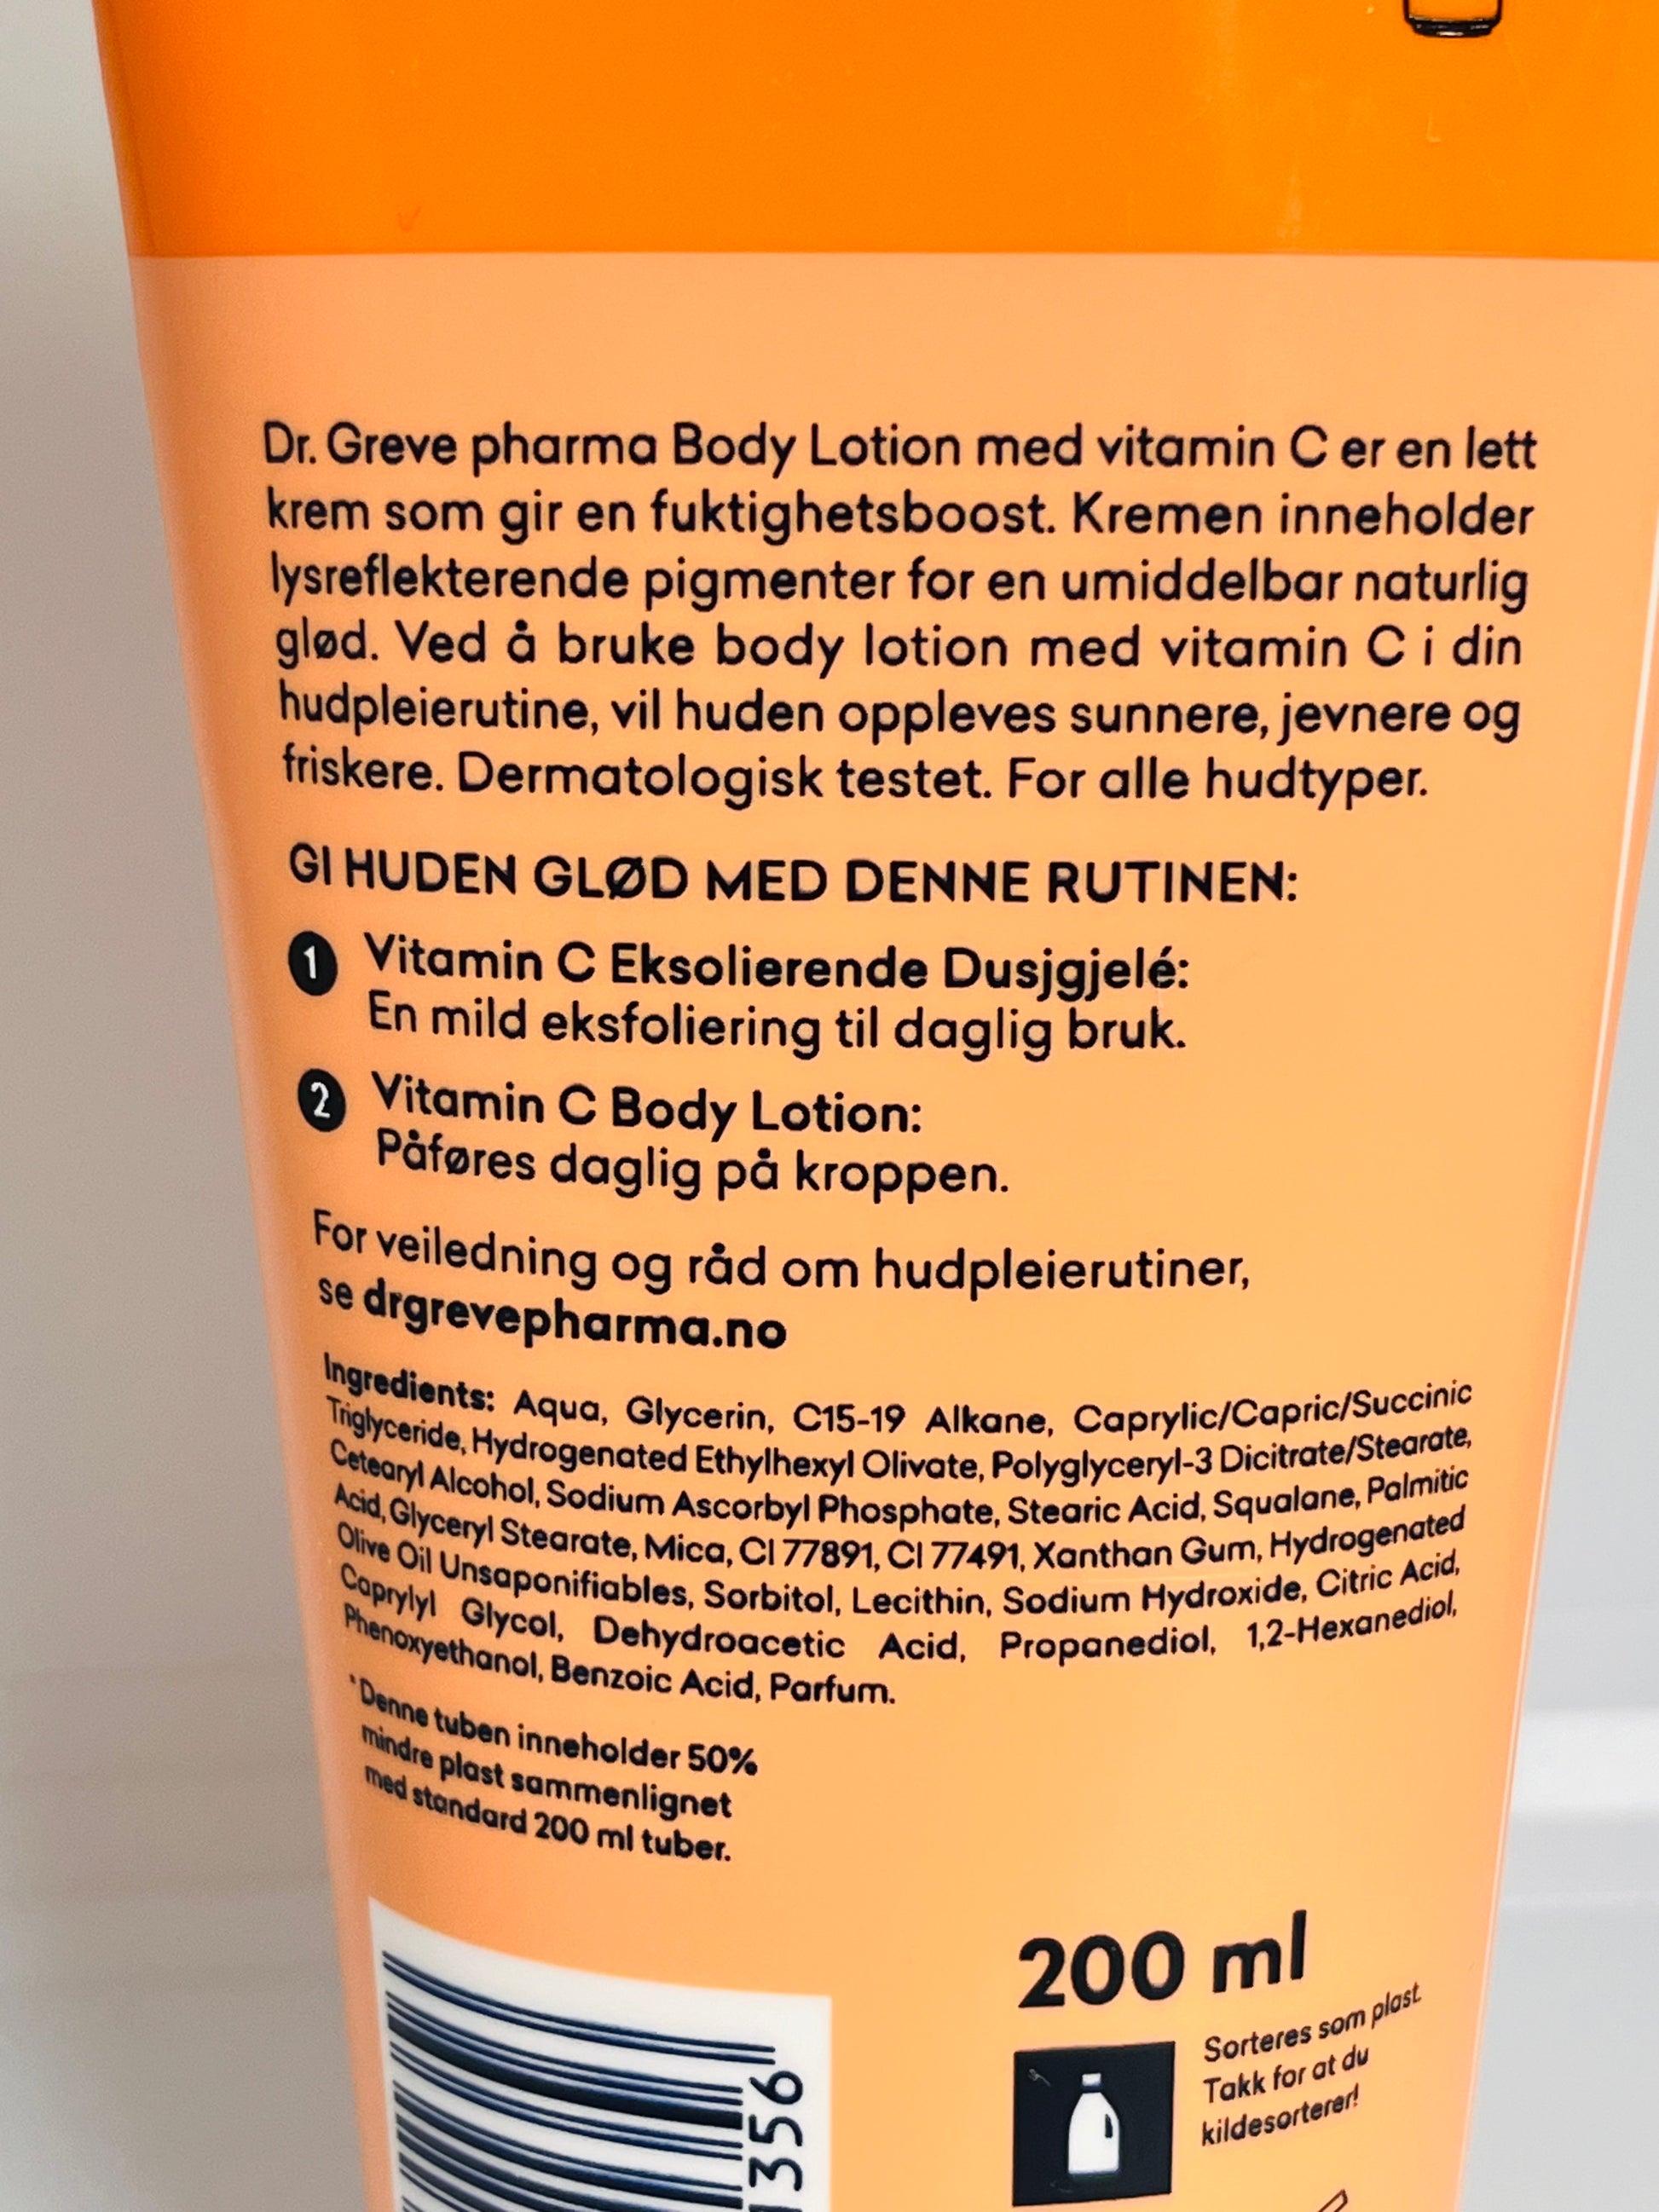 Dr. Greve pharma Body Lotion med vitamin C er en lett
krem som gir en fuktighetsboost. Kremen inneholder
lysreflekterende pigmenter for en umiddelbar naturlig
glød. Ved å bruke body lotion med vitamin C i din
hudpleierutine, vil huden oppleves sunnere, jevnere og
friskere. Dermatologisk testet. For alle hudtyper.
GI HUDEN GLØD MED DENNE RUTINEN:
1 Vitamin C Eksolierende Dusjgjelé:
En mild eksfoliering til daglig bruk.
2 Vitamin C Body Lotion:
Påføres daglig på kroppen.
For veiledning og råd om hudpleierutiner,
se drgrevepharma.no
Ingredients: Aqua, Glycerin, C15-19 Alkane, Caprylic/Capric/Succinic
Triglyceride, Hydrogenated Ethylhexyl Olivate, Polyglyceryl-3 Dicitrate/Stearate,
Cetearyl Alcohol, Sodium Ascorbyl Phosphate, Stearic Acid, Squalane, Palmitic
Acid, Glyceryl Stearate, Mica, CI 77891, CI 77491, Xanthan Gum, Hydrogenated
Olive Oil Unsaponifiables, Sorbitol, Lecithin, Sodium Hydroxide, Citric Acid,
Caprylyl Glycol, Dehydroacetic Acid, Propanediol, 1,2-Hexanediol,
Phenoxyethanol, Benzoic Acid, Parfum.
*Denne tuben inneholder 50%
mindre plast sammenlignet
med standard 200 ml tuber.
200 ml
Sorteres som plast.
Takk for at du
kildesorterer!
356